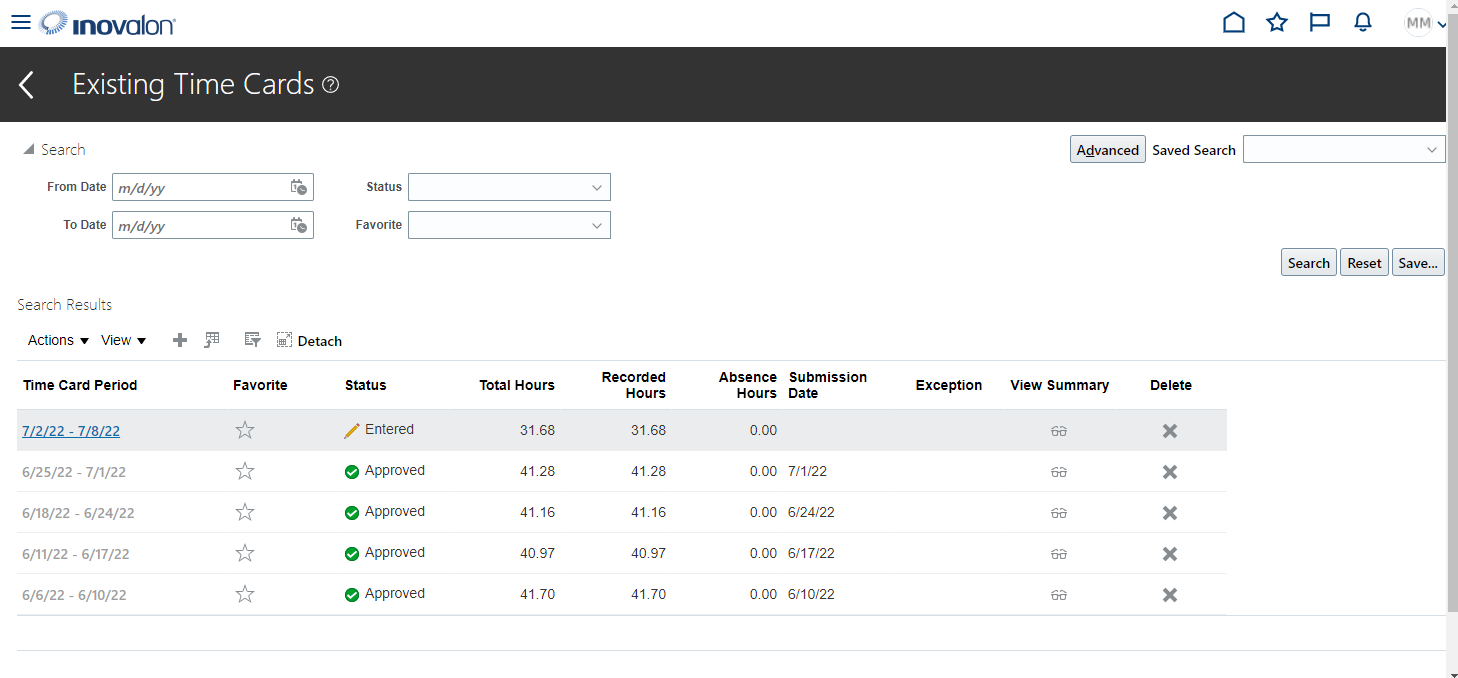 inovalon
MM
Existing Time Cards ?
Search
Advanced Saved Search
From Date m/d/yy Status
To Date m/d/yy Favorite
Search Reset Save...
Search Results
Actions View Detach
Time Card Period Favorite Status Total Hours Recorded Hours Absence Hours Submission Date Exception View Summary Delete
7/2/22 - 7/8/22 Entered 31.68 31.68 0.00
6/25/22 - 7/1/22 Approved 41.28 41.28 0.00 7/1/22
6/18/22 - 6/24/22 Approved 41.16 41.16 0.00 6/24/22
6/11/22 - 6/17/22 Approved 40.97 40.97 0.00 6/17/22
6/6/22 - 6/10/22 Approved 41.70 41.70 0.00 6/10/22